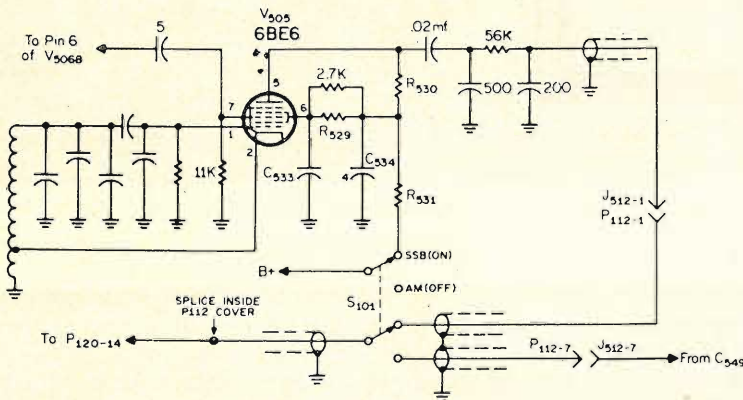 V505
6BE6
5
To Pin 6
of V506B
.02mf
56K
500
200
2.7K
R530
5
7
1
2
6
R529
11K
C533
C534
4
R531
J512-1
P112-1
B+
SSB(ON)
AM(OFF)
S101
SPLICE INSIDE
P112 COVER
To P120-14
P112-7
J512-7
From C549